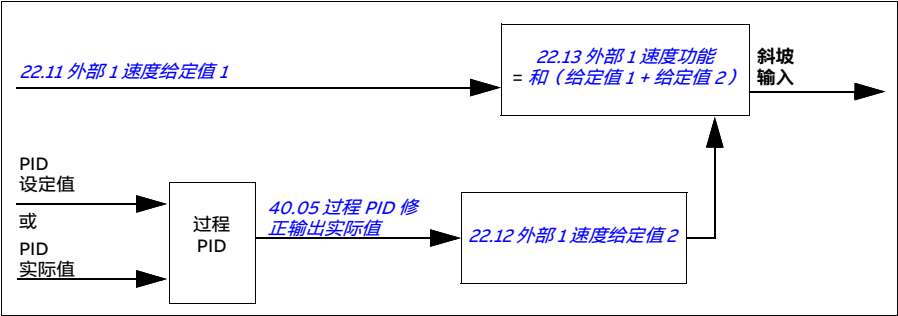 22.11 外部 1 速度给定值 1
22.13 外部 1 速度功能
= 和（给定值 1 + 给定值 2）
斜坡
输入
PID
设定值
或
PID
实际值
过程
PID
40.05 过程 PID 修
正输出实际值
22.12 外部 1 速度给定值 2